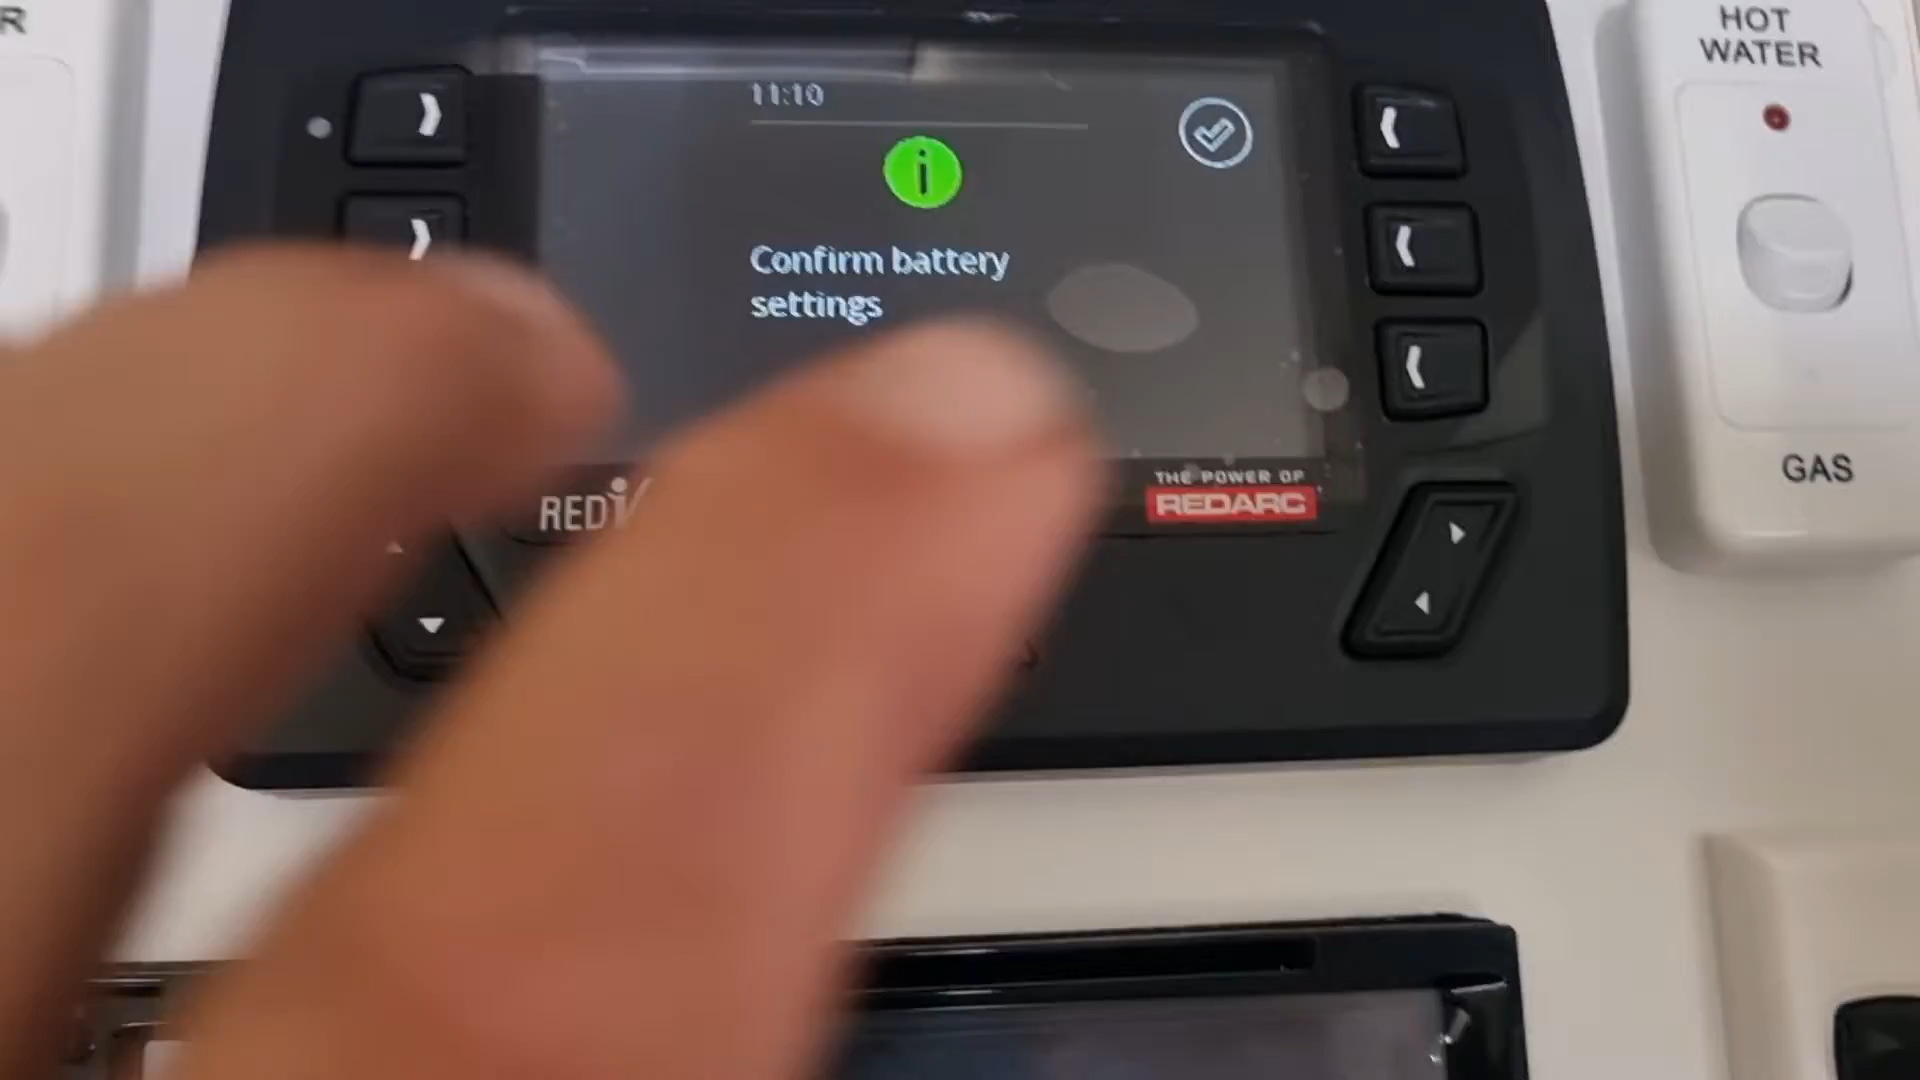 R
HOT
WATER
11:10
i
Confirm battery
settings
GAS
THE POWER OF
REDARC
REDi